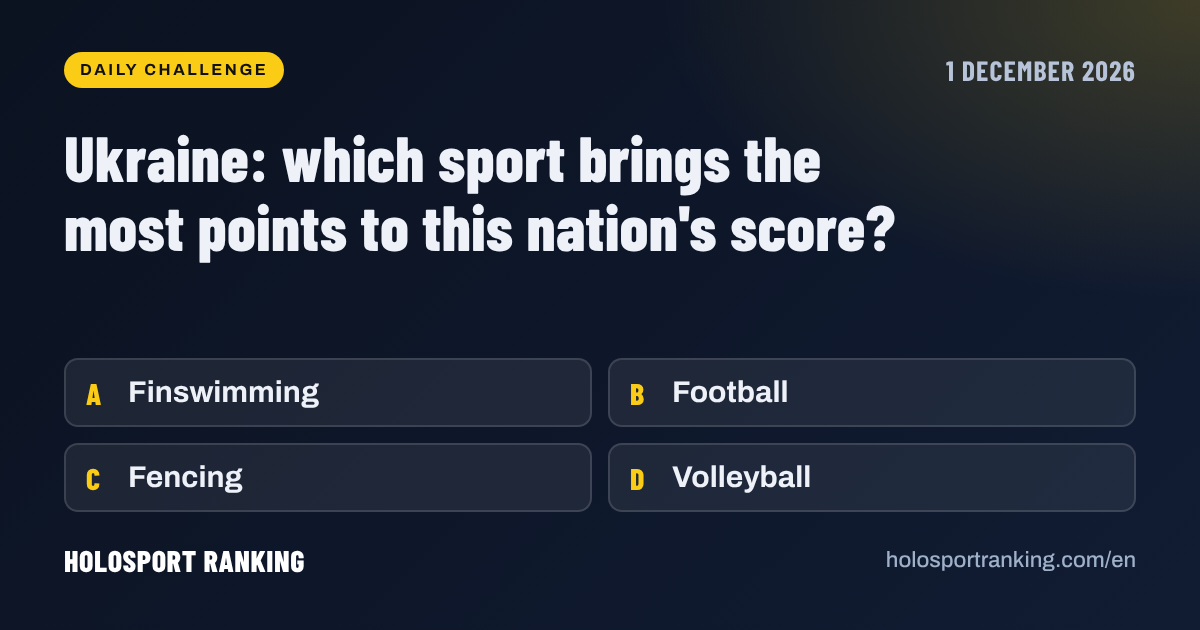 DAILY CHALLENGE
1 DECEMBER 2026
Ukraine: which sport brings the
most points to this nation's score?
A Finswimming
B Football
C Fencing
D Volleyball
HOLOSPORT RANKING
holosportranking.com/en